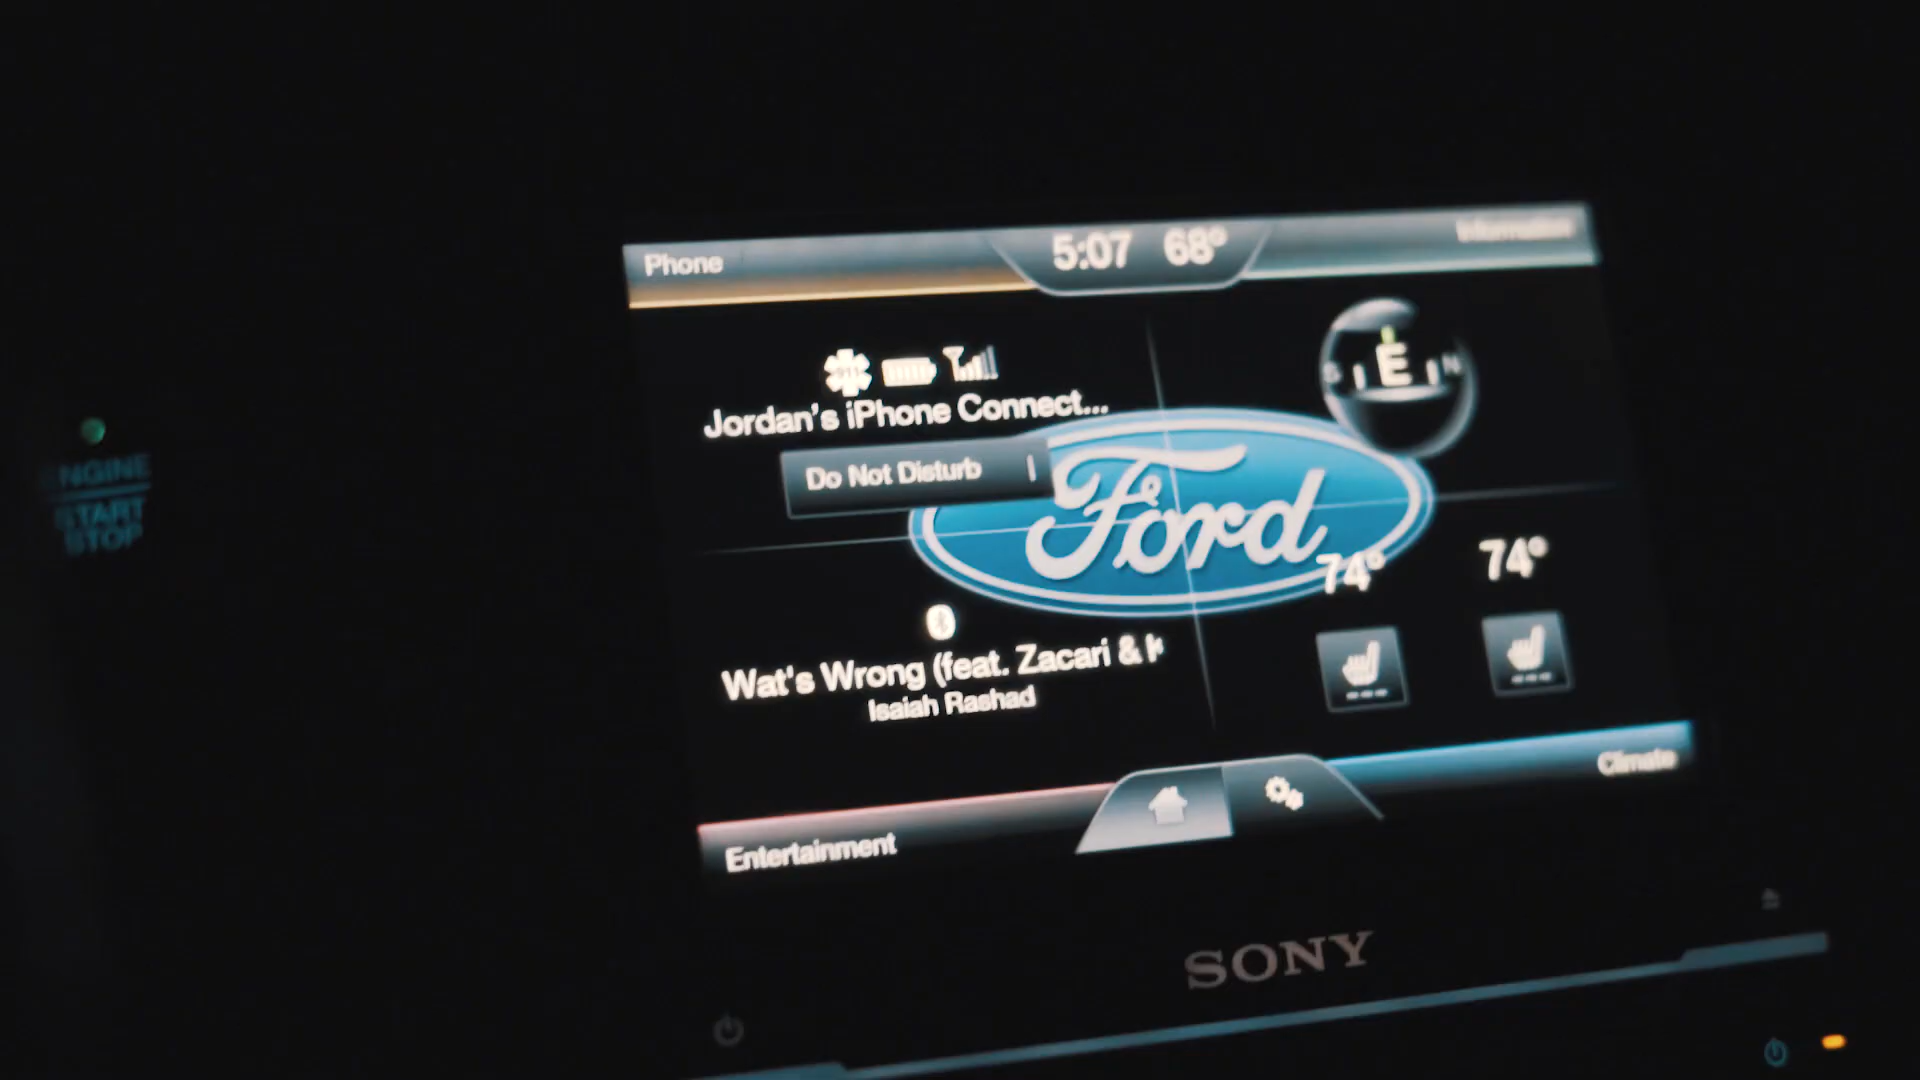 Phone
5:07 68°
Information
911
Jordan's iPhone Connect...
Do Not Disturb
S E N
Ford
74° 74°
Wat's Wrong (feat. Zacari &
Isaiah Rashad
Climate
Entertainment
SONY
ENGINE
START
STOP